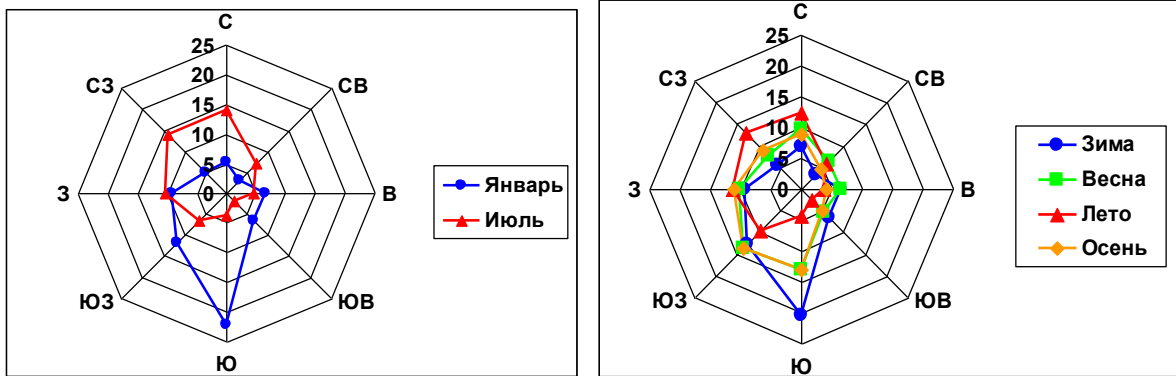 С
25
20
15
10
5
0
СВ
В
ЮВ
Ю
ЮЗ
З
СЗ
Январь
Июль
С
25
20
15
10
5
0
СВ
В
ЮВ
Ю
ЮЗ
З
СЗ
Зима
Весна
Лето
Осень